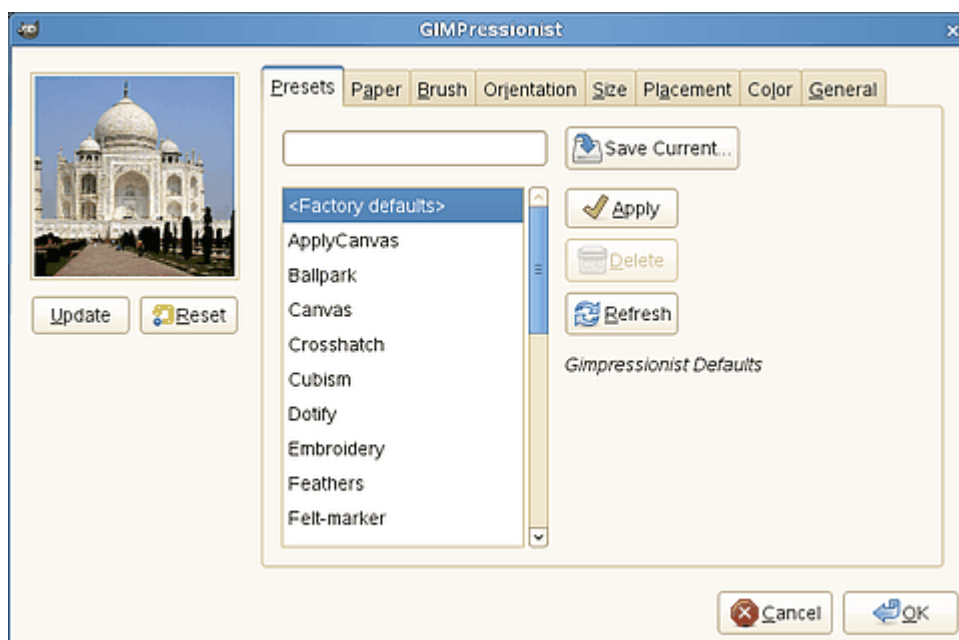 GIMPressionist
Presets Paper Brush Orientation Size Placement Color General
Save Current...
<Factory defaults>
Apply
ApplyCanvas
Delete
Ballpark
Canvas
Refresh
Update
Reset
Crosshatch
Gimpressionist Defaults
Cubism
Dotify
Embroidery
Feathers
Felt-marker
Cancel
OK